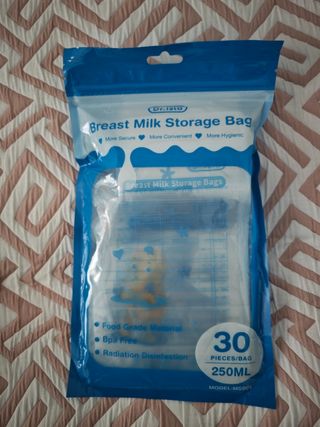 Breast Milk Storage Bag
More Secure More Convenient More Hygienic
Breast Milk Storage Bags
Food Grade Material
Bpa Free
Radiation Disinfection
30
PIECES/BAG
250ML